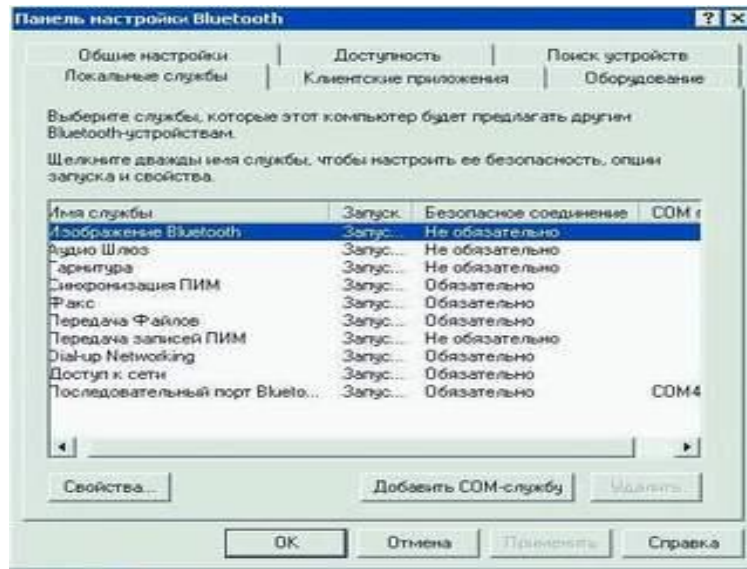 Панель настройки Bluetooth
Общие настройки Доступность Поиск устройств
Локальные службы Клиентские приложения Оборудование
Выберите службы, которые этот компьютер будет предлагать другим
Bluetooth-устройствам.
Щелкните дважды имя службы, чтобы настроить ее безопасность, опции
запуска и свойства.
Имя службы Запуск Безопасное соединение COM
Изображение Bluetooth Запус... Не обязательно
Аудио Шлюз Запус... Не обязательно
Гарнитура Запус... Не обязательно
Синхронизация ПИМ Запус... Обязательно
Факс Запус... Обязательно
Передача Файлов Запус... Обязательно
Передача записей ПИМ Запус... Не обязательно
Dial-up Networking Запус... Обязательно
Доступ к сети Запус... Обязательно
Последовательный порт Blueto... Запус... Обязательно COM4
Свойства... Добавить COM-службу Удалить
OK Отмена Применить Справка